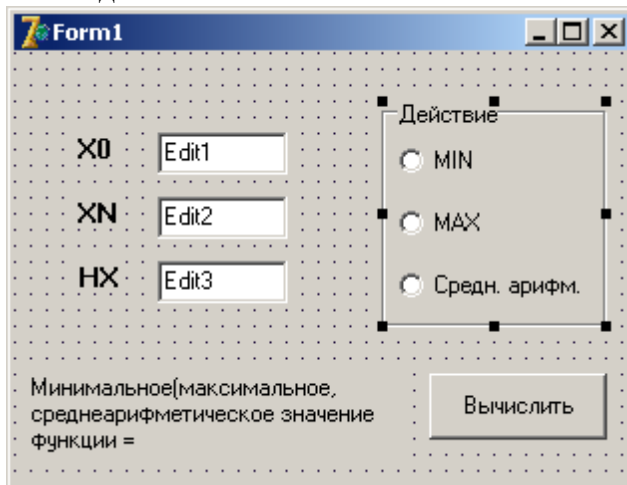 Form1
Действие
X0
Edit1
MIN
XN
Edit2
MAX
HX
Edit3
Средн. арифм.
Минимальное(максимальное,
среднеарифметическое значение
функции =
Вычислить